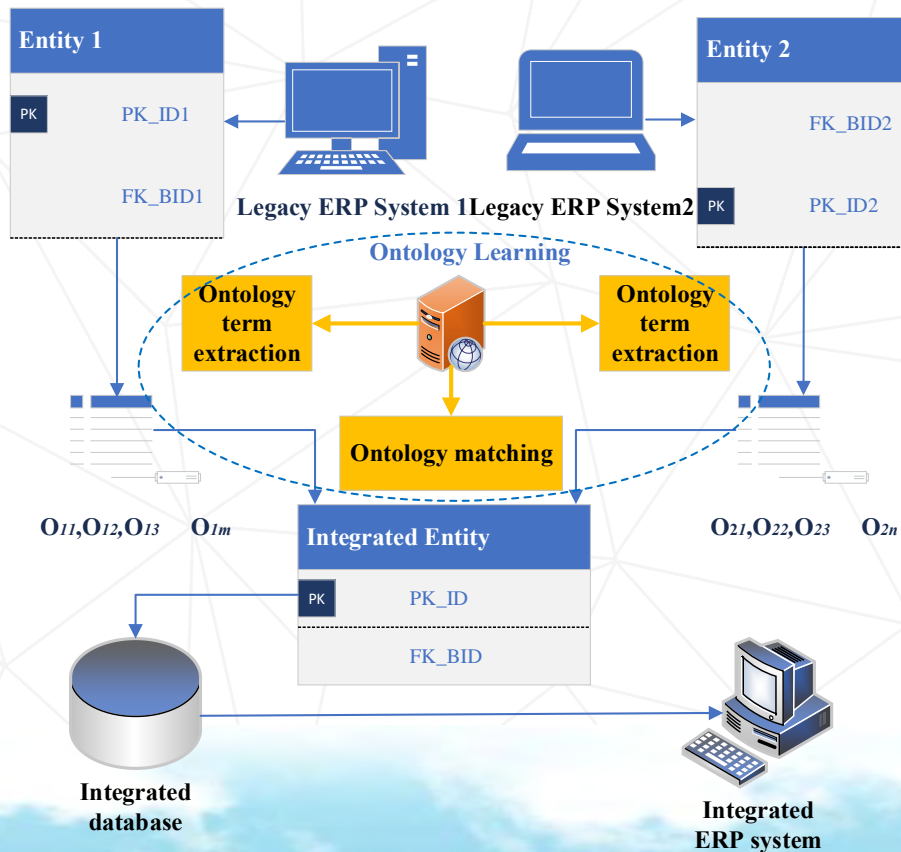 Entity 1
PK
PK_ID1
FK_BID1
Legacy ERP System 1
Legacy ERP System2
Entity 2
FK_BID2
PK
PK_ID2
Ontology Learning
Ontology
term
extraction
Ontology
term
extraction
Ontology matching
O11,O12,O13 O1m
O21,O22,O23 O2n
Integrated Entity
PK
PK_ID
FK_BID
Integrated
database
Integrated
ERP system